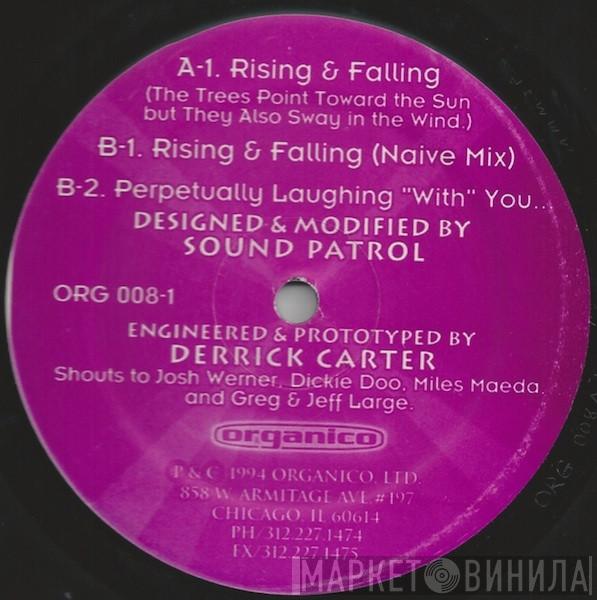 A-1. Rising & Falling
(The Trees Point Toward the Sun
but They Also Sway in the Wind.)
B-1. Rising & Falling (Naive Mix)
B-2. Perpetually Laughing "With" You...
DESIGNED & MODIFIED BY
SOUND PATROL
ORG 008-1
ENGINEERED & PROTOTYPED BY
DERRICK CARTER
Shouts to Josh Werner, Dickie Doo, Miles Maeda,
and Greg & Jeff Large.
organico
P & C 1994 ORGANICO, LTD.
858 W. ARMITAGE AVE #197
CHICAGO, IL 60614
PH/312.227.1474
FX/312.227.1475
МАРКЕТ ВИНИЛА